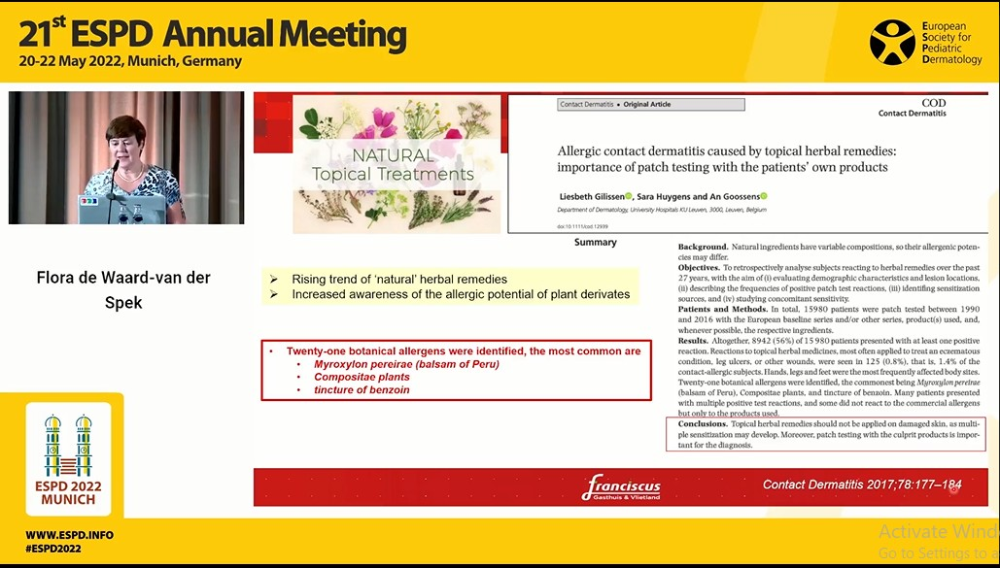 21st ESPD Annual Meeting
20-22 May 2022, Munich, Germany
European
Society for
Pediatric
Dermatology
NATURAL
Topical Treatments
Contact Dermatitis • Original Article
COD
Contact Dermatitis
Allergic contact dermatitis caused by topical herbal remedies:
importance of patch testing with the patients' own products
Liesbeth Gilissen, Sara Huygens and An Goossens
Department of Dermatology, University Hospitals KU Leuven, 3000, Leuven, Belgium
doi:10.1111/cod.12939
Summary
Background. Natural ingredients have variable compositions, so their allergenic poten-
cies may differ.
Objectives. To retrospectively analyse subjects reacting to herbal remedies over the past
27 years, with the aim of (i) evaluating demographic characteristics and lesion locations,
(ii) describing the frequencies of positive patch test reactions, (iii) identifying sensitization
sources, and (iv) studying concomitant sensitivity.
Patients and Methods. In total, 15980 patients were patch tested between 1990
and 2016 with the European baseline series and/or other series, product(s) used, and,
whenever possible, the respective ingredients.
Results. Altogether, 8942 (56%) of 15 980 patients presented with at least one positive
reaction. Reactions to topical herbal medicines, most often applied to treat an eczematous
condition, leg ulcers, or other wounds, were seen in 125 (0.8%), that is, 1.4% of the
contact-allergic subjects. Hands, legs and feet were the most frequently affected body sites.
Twenty-one botanical allergens were identified, the commonest being Myroxylon pereirae
(balsam of Peru), Compositae plants, and tincture of benzoin. Many patients presented
with multiple positive test reactions, and some did not react to the commercial allergens
but only to the products used.
Conclusions. Topical herbal remedies should not be applied on damaged skin, as multi-
ple sensitization may develop. Moreover, patch testing with the culprit products is impor-
tant for the diagnosis.
➢ Rising trend of 'natural' herbal remedies
➢ Increased awareness of the allergic potential of plant derivates
• Twenty-one botanical allergens were identified, the most common are
• Myroxylon pereirae (balsam of Peru)
• Compositae plants
• tincture of benzoin
Flora de Waard-van der
Spek
franciscus
Gasthuis & Vlietland
Contact Dermatitis 2017;78:177–184
ESPD 2022
MUNICH
WWW.ESPD.INFO
#ESPD2022
Activate Wind
Go to Settings to a